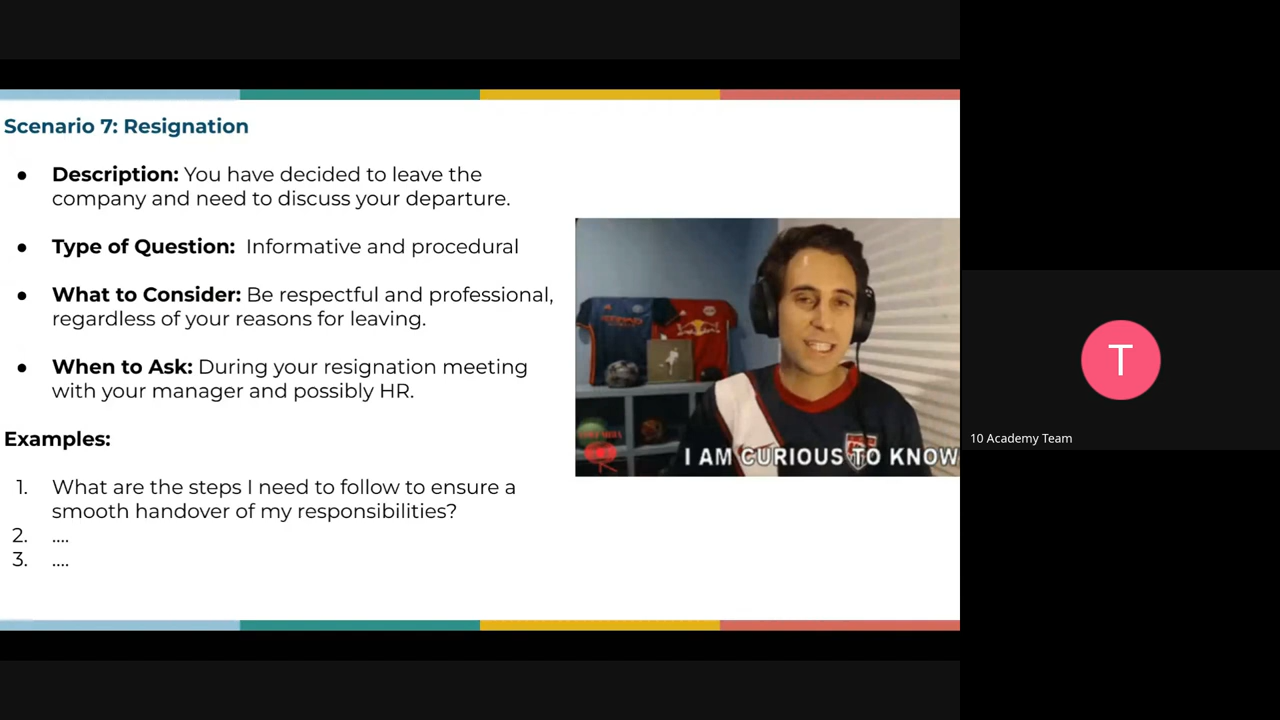 Scenario 7: Resignation
● Description: You have decided to leave the
company and need to discuss your departure.
● Type of Question: Informative and procedural
● What to Consider: Be respectful and professional,
regardless of your reasons for leaving.
● When to Ask: During your resignation meeting
with your manager and possibly HR.
Examples:
1. What are the steps I need to follow to ensure a
smooth handover of my responsibilities?
2. ....
3. ....
I AM CURIOUS TO KNOW
T
10 Academy Team